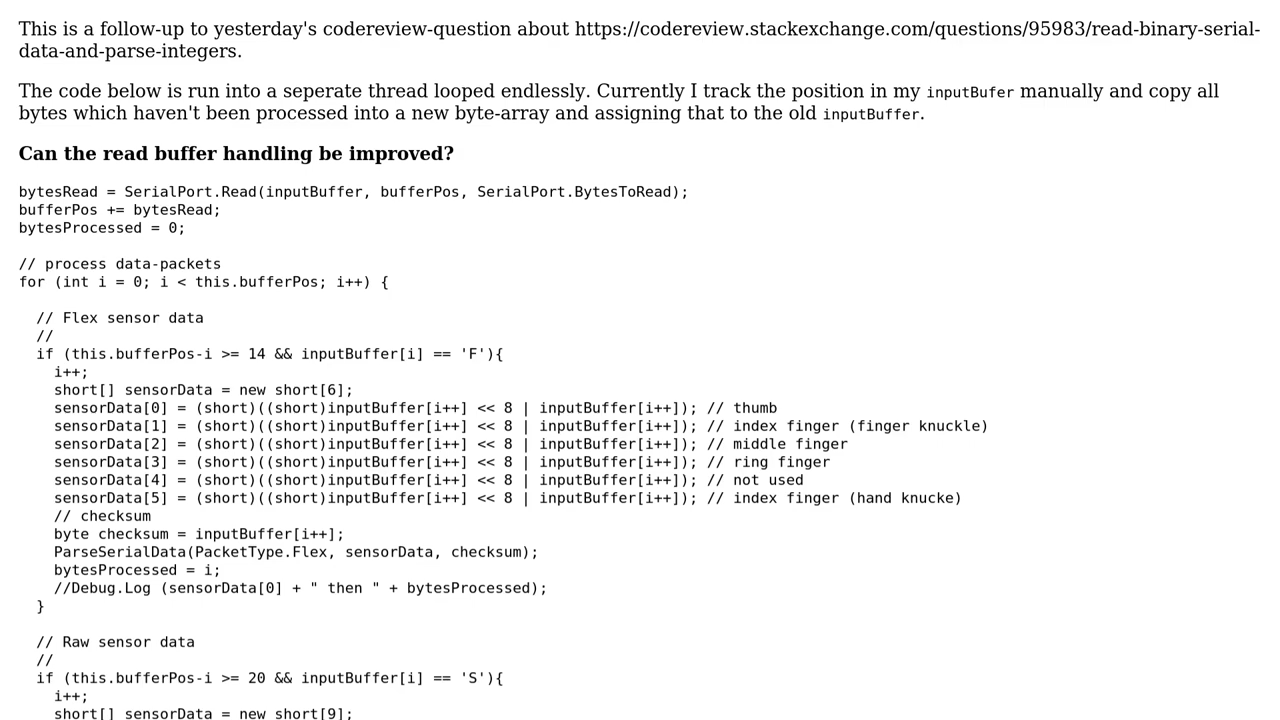 This is a follow-up to yesterday's codereview-question about https://codereview.stackexchange.com/questions/95983/read-binary-serial-
data-and-parse-integers.
The code below is run into a seperate thread looped endlessly. Currently I track the position in my inputBufer manually and copy all
bytes which haven't been processed into a new byte-array and assigning that to the old inputBuffer.
Can the read buffer handling be improved?
bytesRead = SerialPort.Read(inputBuffer, bufferPos, SerialPort.BytesToRead);
bufferPos += bytesRead;
bytesProcessed = 0;
// process data-packets
for (int i = 0; i < this.bufferPos; i++) {
  // Flex sensor data
  //
  if (this.bufferPos-i >= 14 && inputBuffer[i] == 'F'){
    i++;
    short[] sensorData = new short[6];
    sensorData[0] = (short)((short)inputBuffer[i++] << 8 | inputBuffer[i++]); // thumb
    sensorData[1] = (short)((short)inputBuffer[i++] << 8 | inputBuffer[i++]); // index finger (finger knuckle)
    sensorData[2] = (short)((short)inputBuffer[i++] << 8 | inputBuffer[i++]); // middle finger
    sensorData[3] = (short)((short)inputBuffer[i++] << 8 | inputBuffer[i++]); // ring finger
    sensorData[4] = (short)((short)inputBuffer[i++] << 8 | inputBuffer[i++]); // not used
    sensorData[5] = (short)((short)inputBuffer[i++] << 8 | inputBuffer[i++]); // index finger (hand knucke)
    // checksum
    byte checksum = inputBuffer[i++];
    ParseSerialData(PacketType.Flex, sensorData, checksum);
    bytesProcessed = i;
    //Debug.Log (sensorData[0] + " then " + bytesProcessed);
  }
  // Raw sensor data
  //
  if (this.bufferPos-i >= 20 && inputBuffer[i] == 'S'){
    i++;
    short[] sensorData = new short[9];